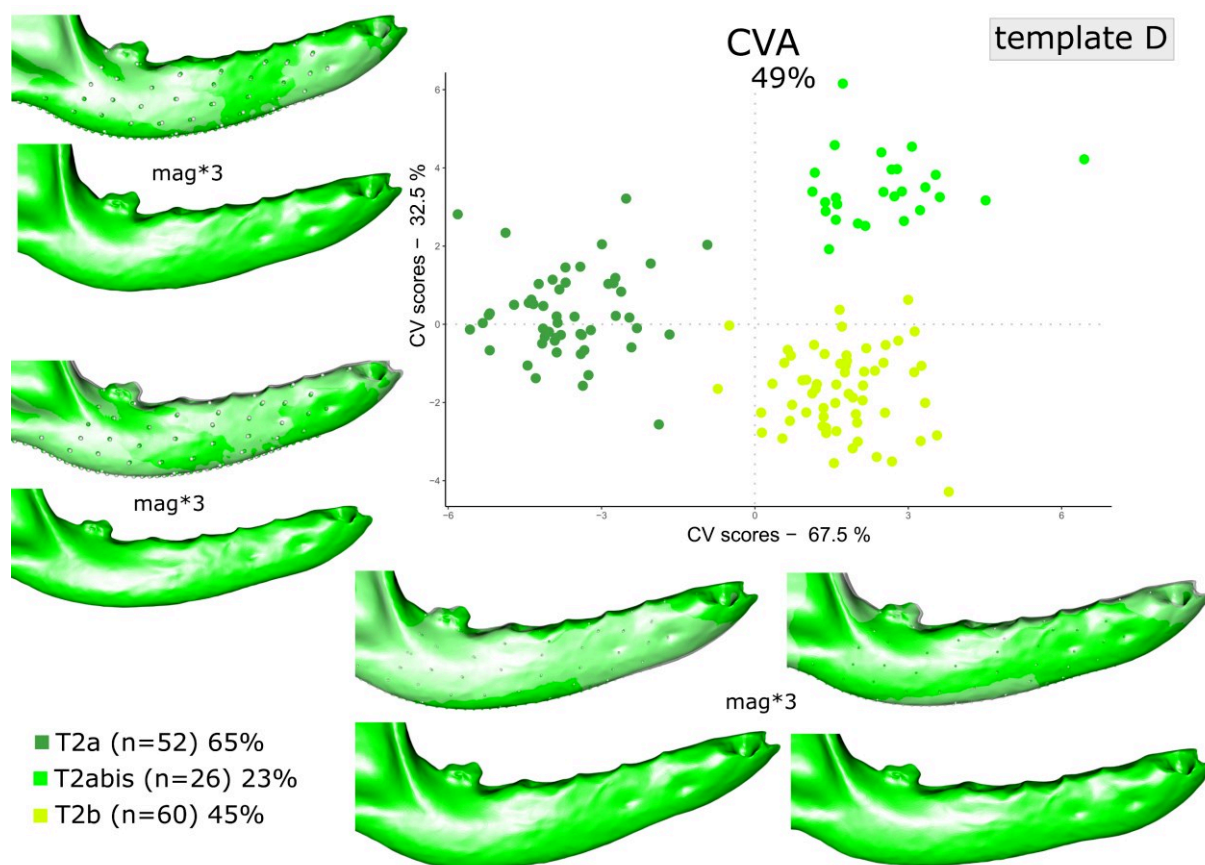 CVA
49%
template D
mag*3
mag*3
6
4
2
0
−2
−4
CV scores − 32.5 %
−6
−3
0
3
6
CV scores − 67.5 %
mag*3
T2a (n=52) 65%
T2abis (n=26) 23%
T2b (n=60) 45%